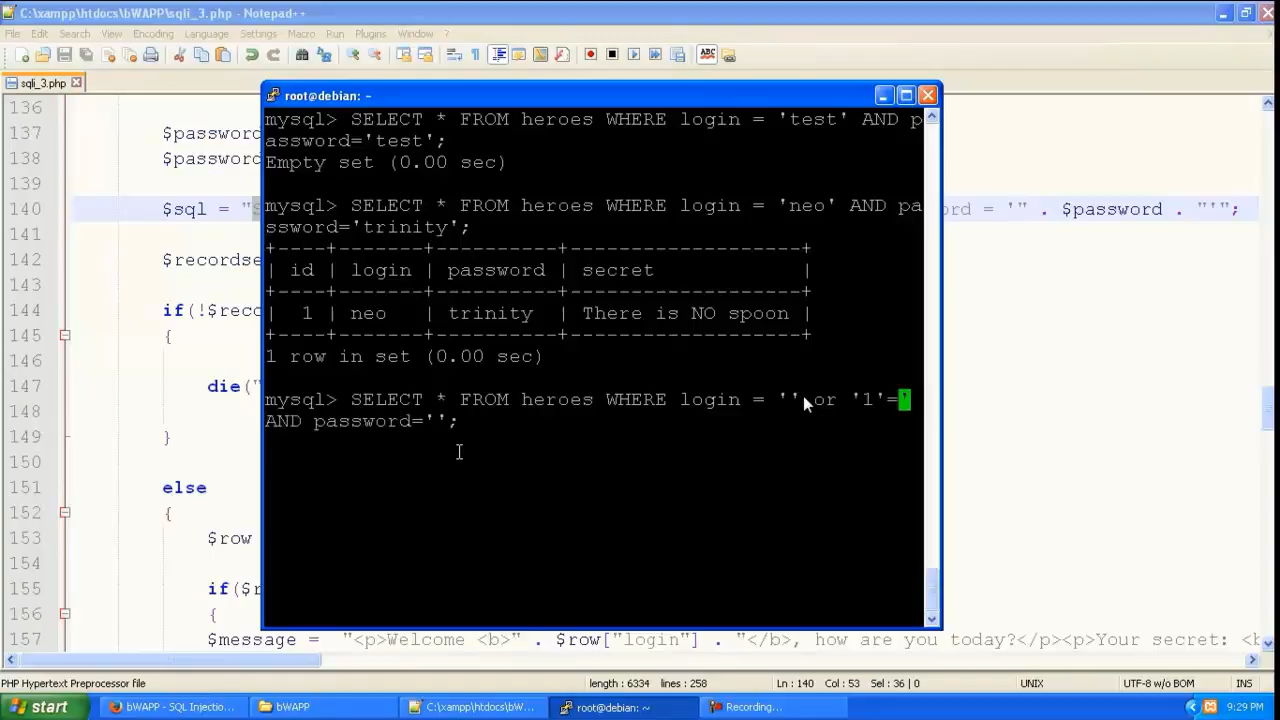 C:\xampp\htdocs\bWAPP\sqli_3.php - Notepad++
File Edit Search View Encoding Language Settings Macro Run Plugins Window ?
sqli_3.php
root@debian: ~
136
137 $password
138 $password
139
140 $sql = "S ord = '" . $password . "'";
141
142 $recordse
143
144 if(!$reco
145 {
146
147 die("
148
149 }
150
151 else
152 {
153 $row
154
155 if($r
156 {
157 $message = "<p>Welcome <b>" . $row["login"] . "</b>, how are you today?</p><p>Your secret: <b
mysql> SELECT * FROM heroes WHERE login = 'test' AND p
assword='test';
Empty set (0.00 sec)
mysql> SELECT * FROM heroes WHERE login = 'neo' AND pa
ssword='trinity';
+----+-------+----------+---------------------+
| id | login | password | secret |
+----+-------+----------+---------------------+
| 1 | neo | trinity | There is NO spoon |
+----+-------+----------+---------------------+
1 row in set (0.00 sec)
mysql> SELECT * FROM heroes WHERE login = '' or '1'='
AND password='';
PHP Hypertext Preprocessor file length : 6334 lines : 258 Ln : 140 Col : 53 Sel : 36 | 0 UNIX UTF-8 w/o BOM INS
start bWAPP - SQL Injectio... bWAPP C:\xampp\htdocs\bW... root@debian: ~ Recording... 9:29 PM